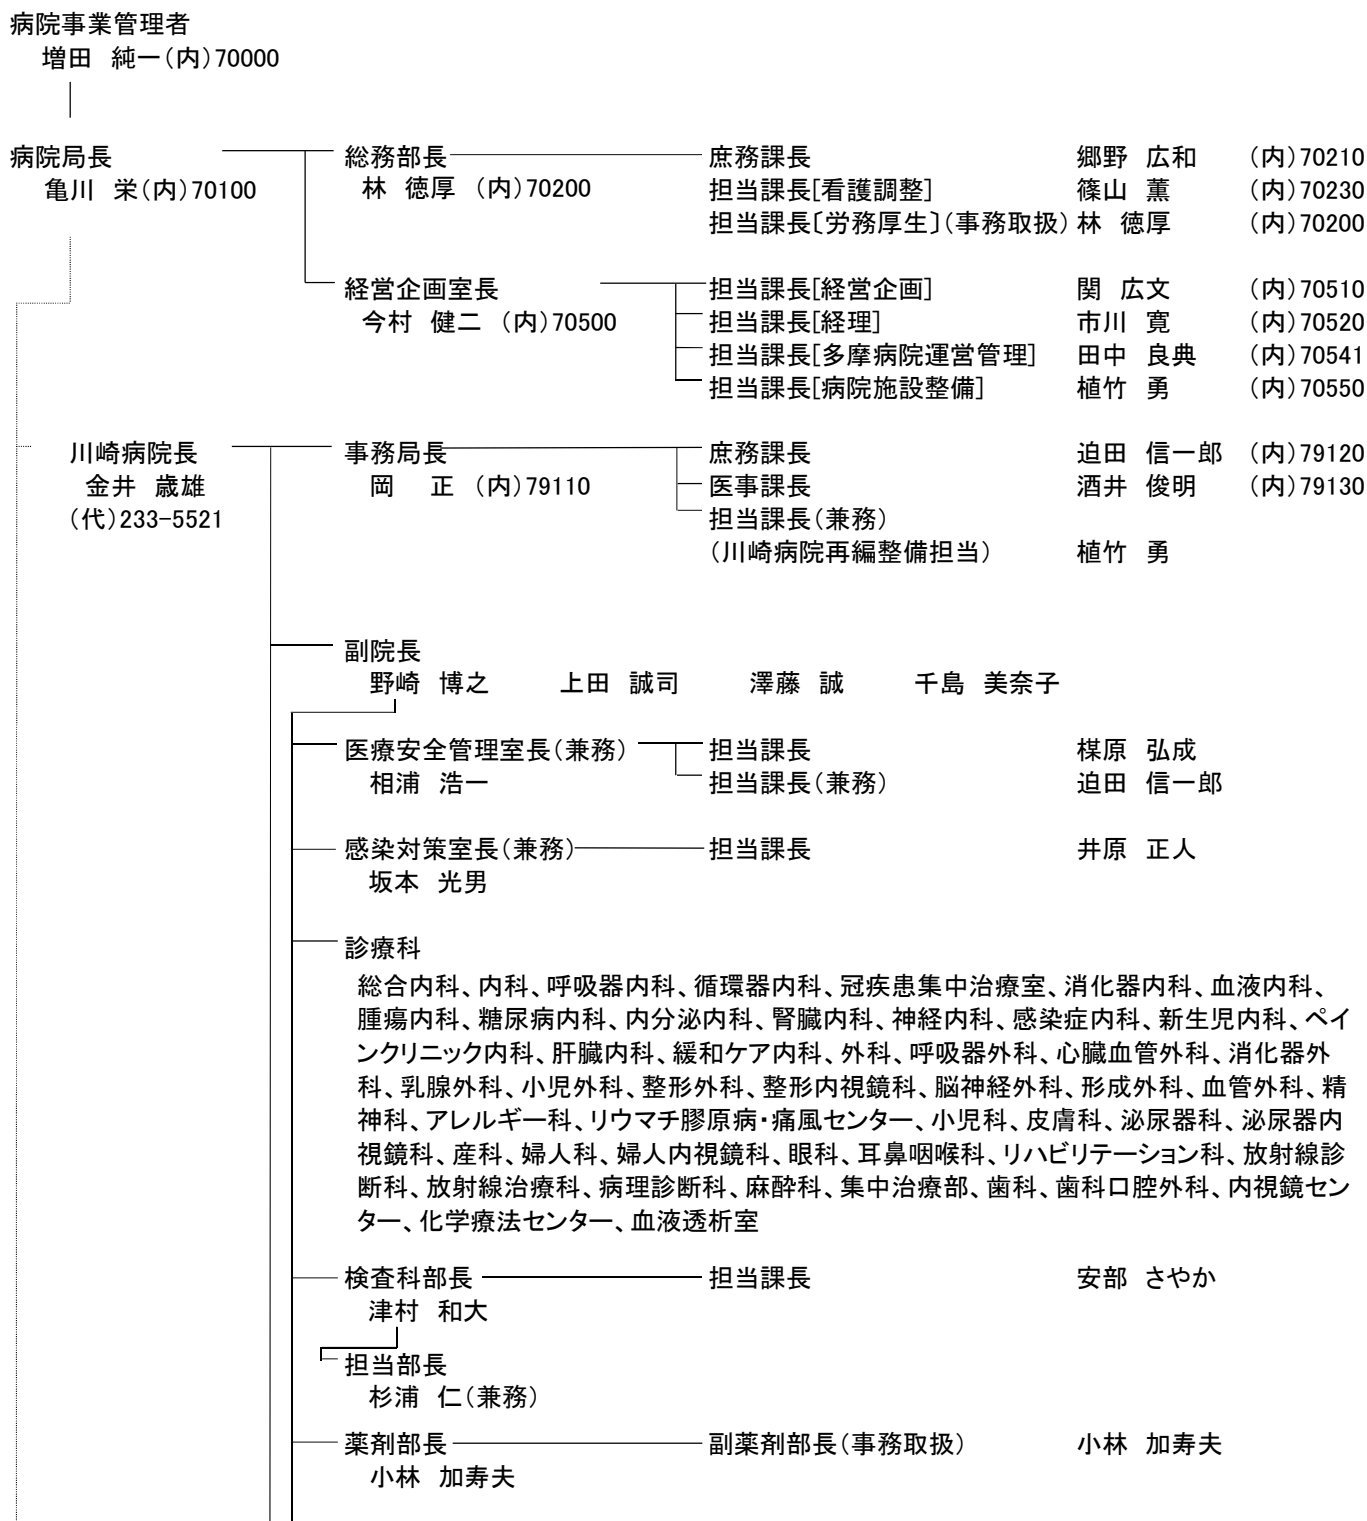 病院事業管理者
増田 純一(内)70000
病院局長 総務部長 庶務課長 郷野 広和 (内)70210
亀川 栄(内)70100 林 徳厚 (内)70200 担当課長[看護調整] 篠山 薫 (内)70230
担当課長〔労務厚生〕(事務取扱) 林 徳厚 (内)70200
経営企画室長 担当課長[経営企画] 関 広文 (内)70510
今村 健二 (内)70500 担当課長[経理] 市川 寛 (内)70520
担当課長[多摩病院運営管理] 田中 良典 (内)70541
担当課長[病院施設整備] 植竹 勇 (内)70550
川崎病院長 事務局長 庶務課長 迫田 信一郎 (内)79120
金井 歳雄 岡 正 (内)79110 医事課長 酒井 俊明 (内)79130
(代)233-5521 担当課長(兼務)
(川崎病院再編整備担当) 植竹 勇
副院長
野崎 博之 上田 誠司 澤藤 誠 千島 美奈子
医療安全管理室長(兼務) 担当課長 楳原 弘成
相浦 浩一 担当課長(兼務) 迫田 信一郎
感染対策室長(兼務) 担当課長 井原 正人
坂本 光男
診療科
総合内科、内科、呼吸器内科、循環器内科、冠疾患集中治療室、消化器内科、血液内科、
腫瘍内科、糖尿病内科、内分泌内科、腎臓内科、神経内科、感染症内科、新生児内科、ペイ
ンクリニック内科、肝臓内科、緩和ケア内科、外科、呼吸器外科、心臓血管外科、消化器外
科、乳腺外科、小児外科、整形外科、整形内視鏡科、脳神経外科、形成外科、血管外科、精
神科、アレルギー科、リウマチ膠原病・痛風センター、小児科、皮膚科、泌尿器科、泌尿器内
視鏡科、産科、婦人科、婦人内視鏡科、眼科、耳鼻咽喉科、リハビリテーション科、放射線診
断科、放射線治療科、病理診断科、麻酔科、集中治療部、歯科、歯科口腔外科、内視鏡セン
ター、化学療法センター、血液透析室
検査科部長 担当課長 安部 さやか
津村 和大
担当部長
杉浦 仁(兼務)
薬剤部長 副薬剤部長(事務取扱) 小林 加寿夫
小林 加寿夫